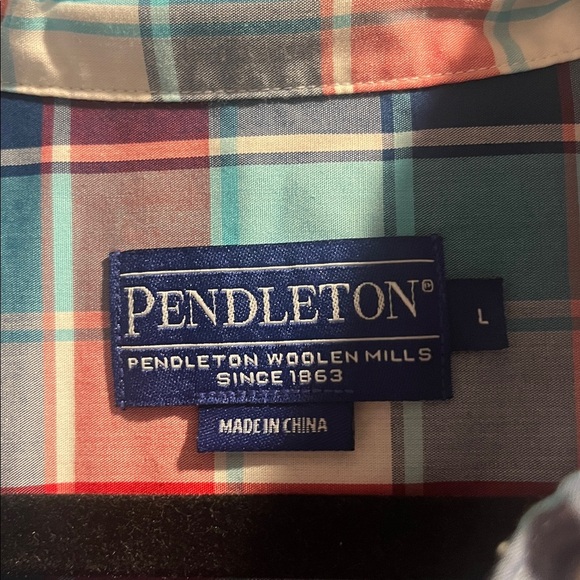 PENDLETON®
PENDLETON WOOLEN MILLS
SINCE 1863
L
MADE IN CHINA